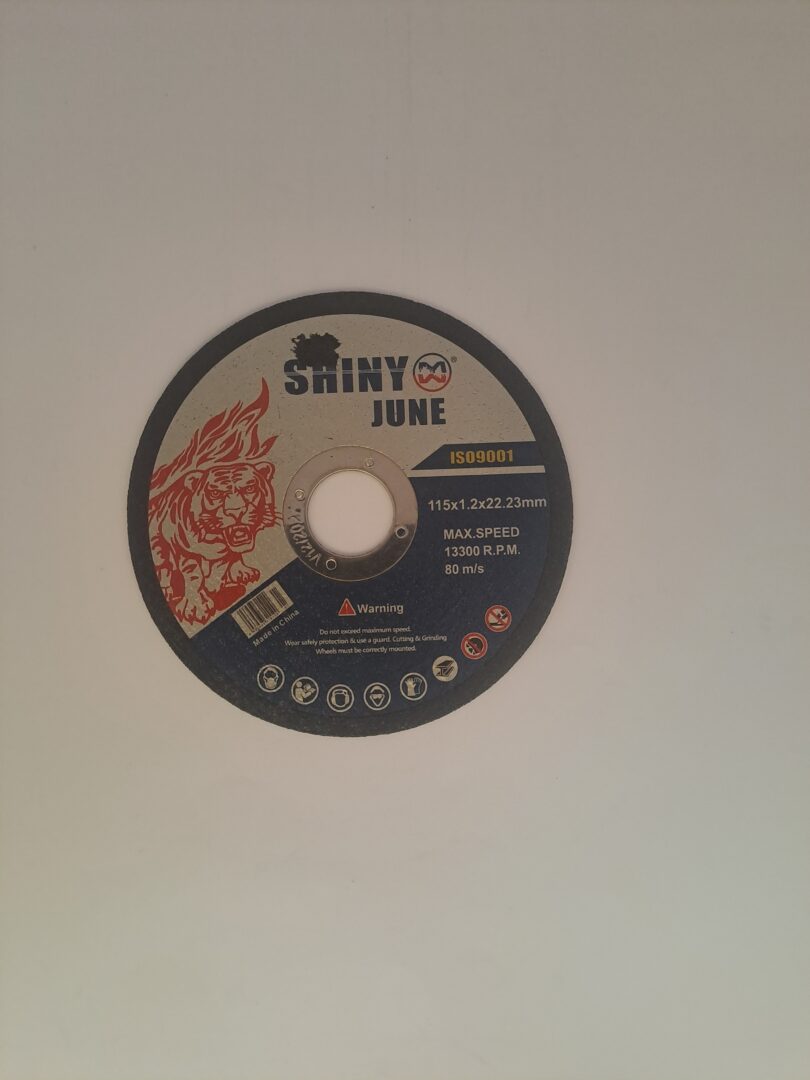 SHINY
JUNE
ISO9001
115x1.2x22.23mm
MAX.SPEED
13300 R.P.M.
80 m/s
Made in China
Warning
Do not exceed maximum speed.
Wear safely protection & use a guard. Cutting & Grinding
Wheels must be correctly mounted.